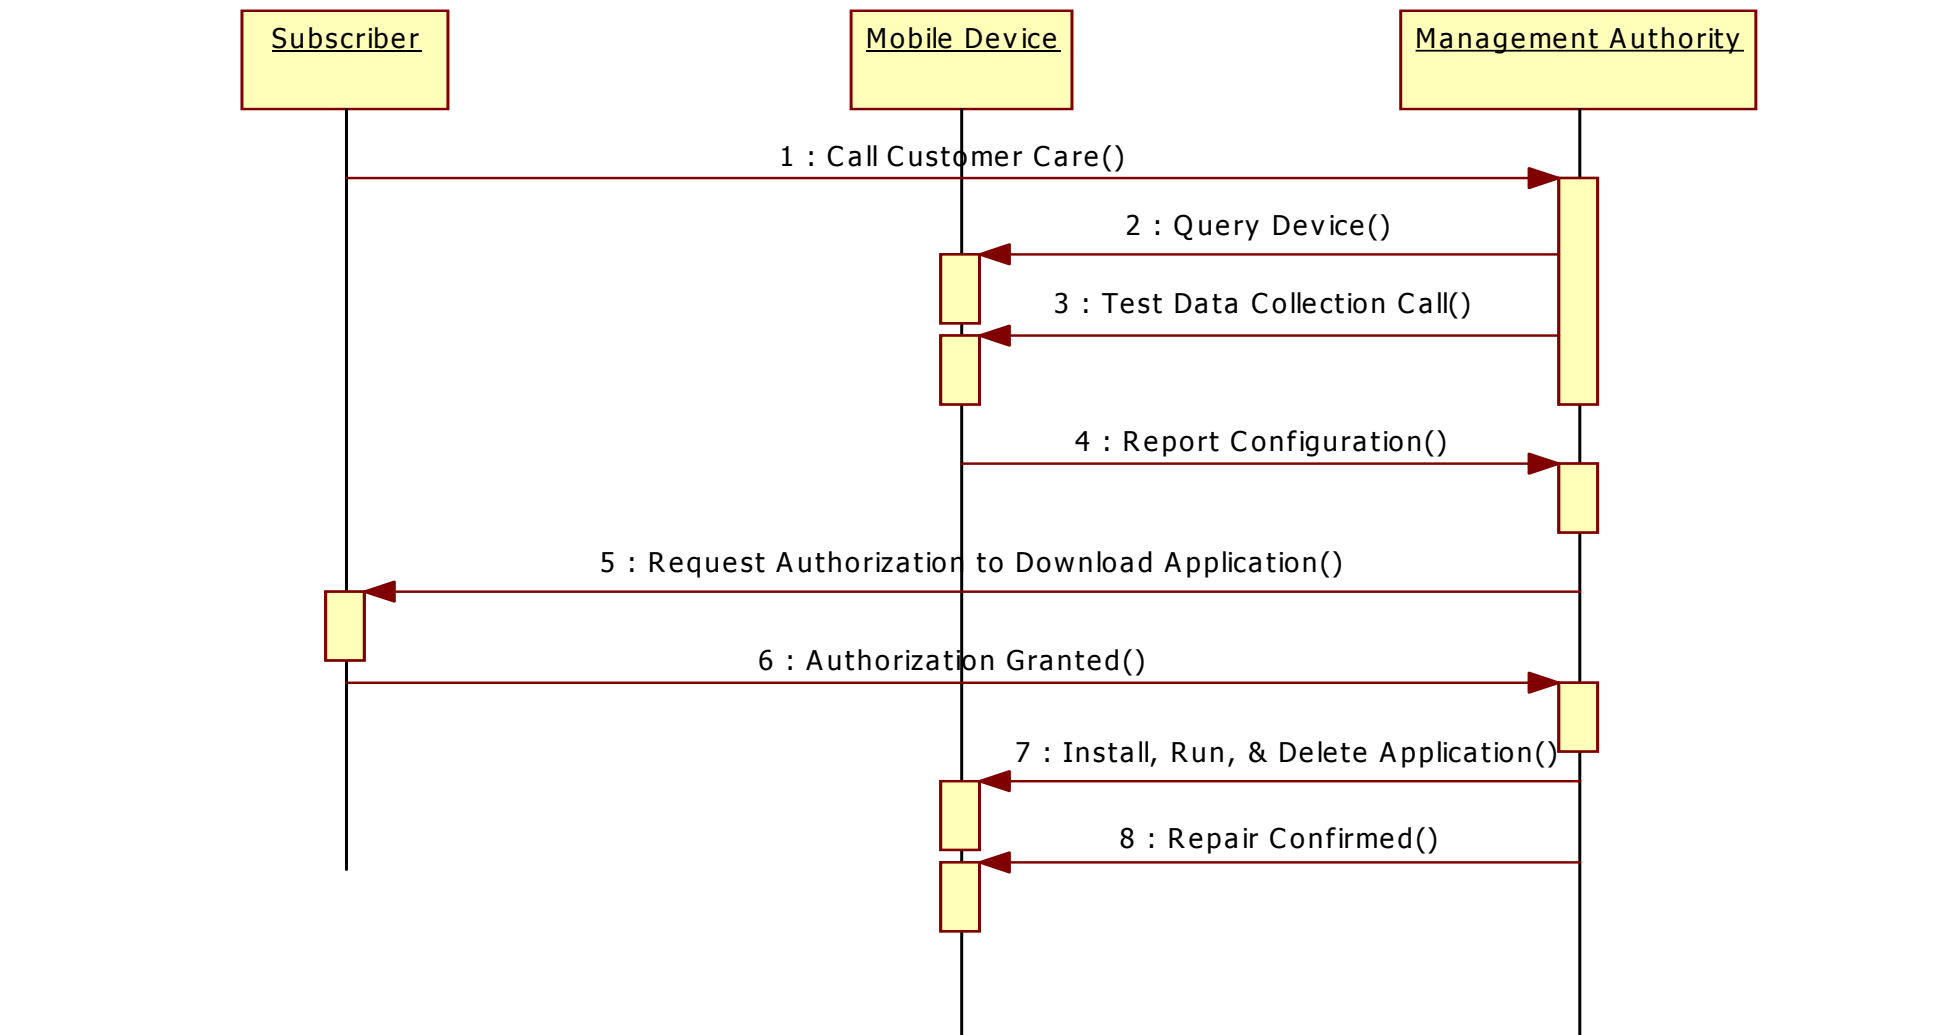 Subscriber
Mobile Device
Management Authority
1 : Call Customer Care()
2 : Query Device()
3 : Test Data Collection Call()
4 : Report Configuration()
5 : Request Authorization to Download Application()
6 : Authorization Granted()
7 : Install, Run, & Delete Application()
8 : Repair Confirmed()